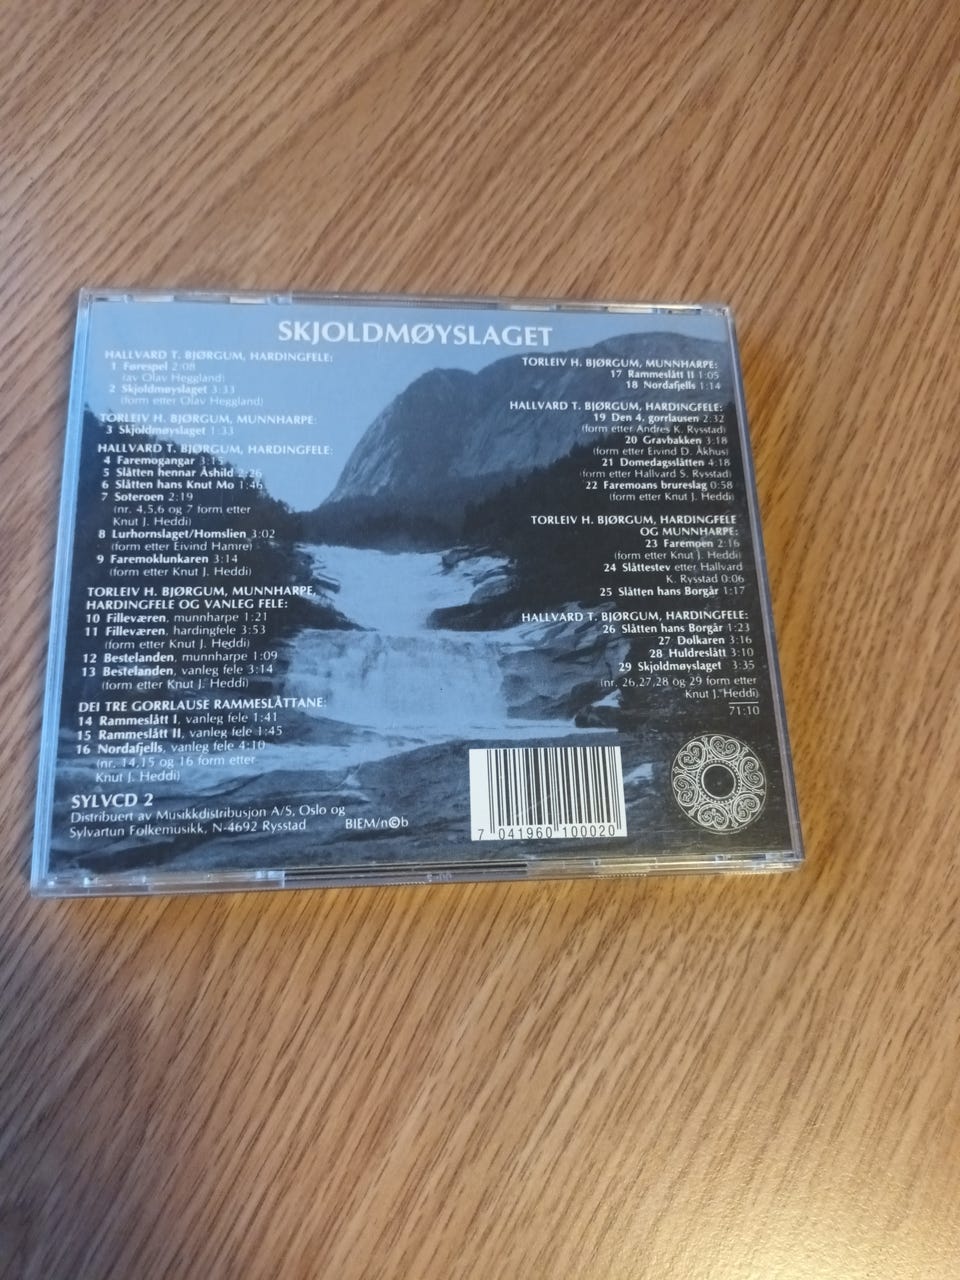 SKJOLDMØYSLAGET
HALLVARD T. BJØRGUM, HARDINGFELE:
1 Førespel 2:08
(av Olav Heggland)
2 Skjoldmøyslaget 3:33
(form etter Olav Heggland)
TORLEIV H. BJØRGUM, MUNNHARPE:
3 Skjoldmøyslaget 1:33
HALLVARD T. BJØRGUM, HARDINGFELE:
4 Faremogangar 3:15
5 Slåtten hennar Åshild 2:26
6 Slåtten hans Knut Mo 1:46
7 Soteroen 2:19
(nr. 4,5,6 og 7 form etter
Knut J. Heddi)
8 Lurhornslaget/Homslien 3:02
(form etter Eivind Hamre)
9 Faremoklunkaren 3:14
(form etter Knut J. Heddi)
TORLEIV H. BJØRGUM, MUNNHARPE,
HARDINGFELE OG VANLEG FELE:
10 Filleværen, munnharpe 1:21
11 Filleværen, hardingfele 3:53
(form etter Knut J. Heddi)
12 Bestelanden, munnharpe 1:09
13 Bestelanden, vanleg fele 3:14
(form etter Knut J. Heddi)
DEI TRE GORRLAUSE RAMMESLÅTTANE:
14 Rammeslått I, vanleg fele 1:41
15 Rammeslått II, vanleg fele 1:45
16 Nordafjells, vanleg fele 4:10
(nr. 14,15 og 16 form etter
Knut J. Heddi)
SYLVCD 2
Distribuert av Musikkdistribusjon A/S, Oslo og
Sylvartun Folkemusikk, N-4692 Rysstad
BIEM/n©b
TORLEIV H. BJØRGUM, MUNNHARPE:
17 Rammeslått II 1:05
18 Nordafjells 1:14
HALLVARD T. BJØRGUM, HARDINGFELE:
19 Den 4. gorrlausen 2:32
(form etter Andres K. Rysstad)
20 Gravbakken 3:18
(form etter Eivind D. Åkhus)
21 Domedagsslåtten 4:18
(form etter Hallvard S. Rysstad)
22 Faremoans brureslag 0:58
(form etter Knut J. Heddi)
TORLEIV H. BJØRGUM, HARDINGFELE
OG MUNNHARPE:
23 Faremoen 2:16
(form etter Knut J. Heddi)
24 Slåttestev etter Hallvard
K. Rysstad 0:06
25 Slåtten hans Borgår 1:17
HALLVARD T. BJØRGUM, HARDINGFELE:
26 Slåtten hans Borgår 1:23
27 Dolkaren 3:16
28 Huldreslått 3:10
29 Skjoldmøyslaget 3:35
(nr. 26,27,28 og 29 form etter
Knut J. Heddi)
71:10
7 041960 100020